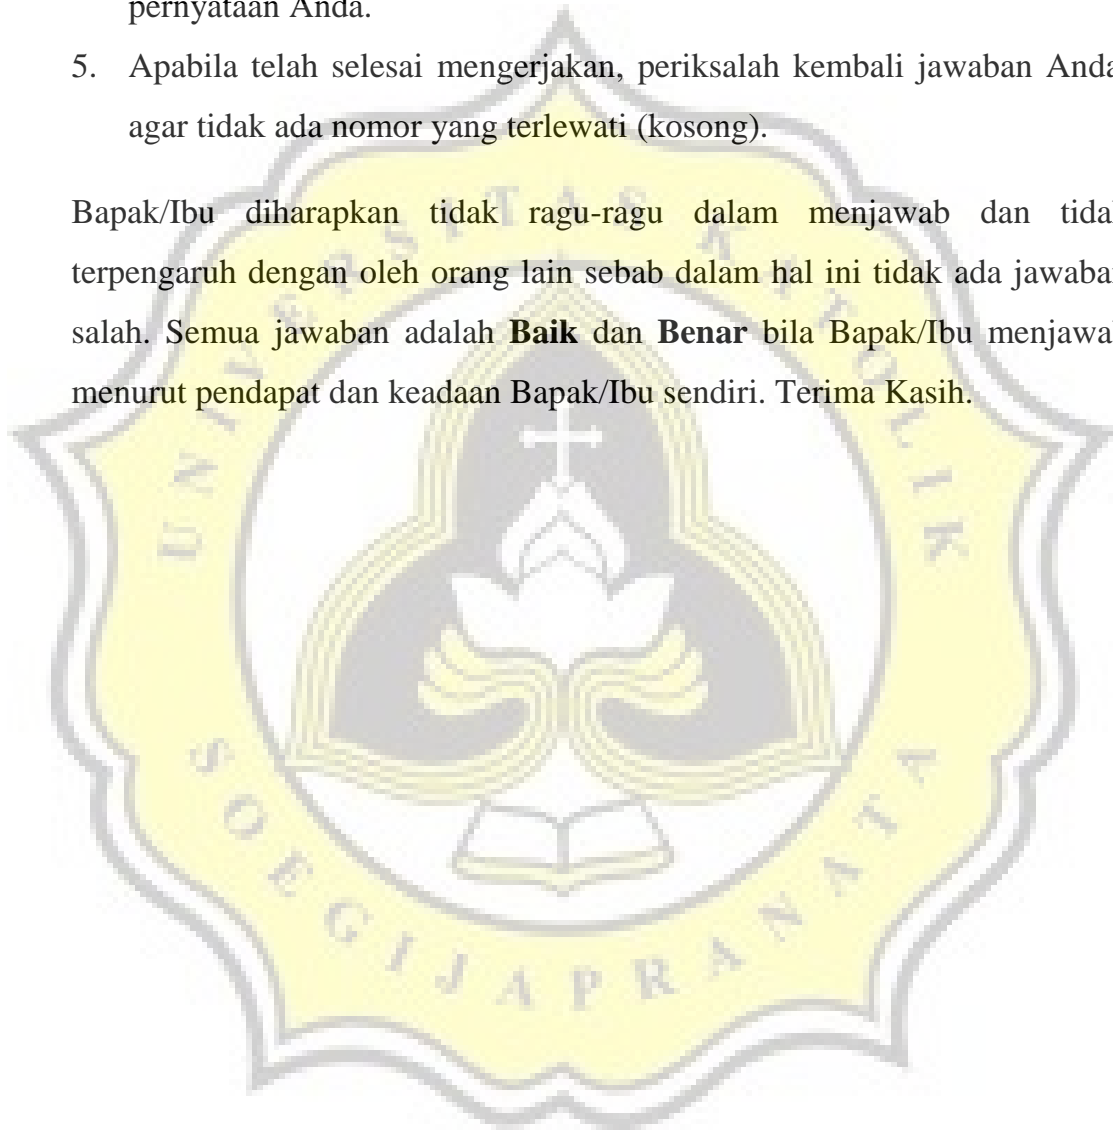 pernyataan Anda.
5. Apabila telah selesai mengerjakan, periksalah kembali jawaban Anda
agar tidak ada nomor yang terlewati (kosong).
Bapak/Ibu diharapkan tidak ragu-ragu dalam menjawab dan tidak
terpengaruh dengan oleh orang lain sebab dalam hal ini tidak ada jawaban
salah. Semua jawaban adalah Baik dan Benar bila Bapak/Ibu menjawab
menurut pendapat dan keadaan Bapak/Ibu sendiri. Terima Kasih.
UNIVERSITAS KATOLIK
SOEGIJAPRANATA